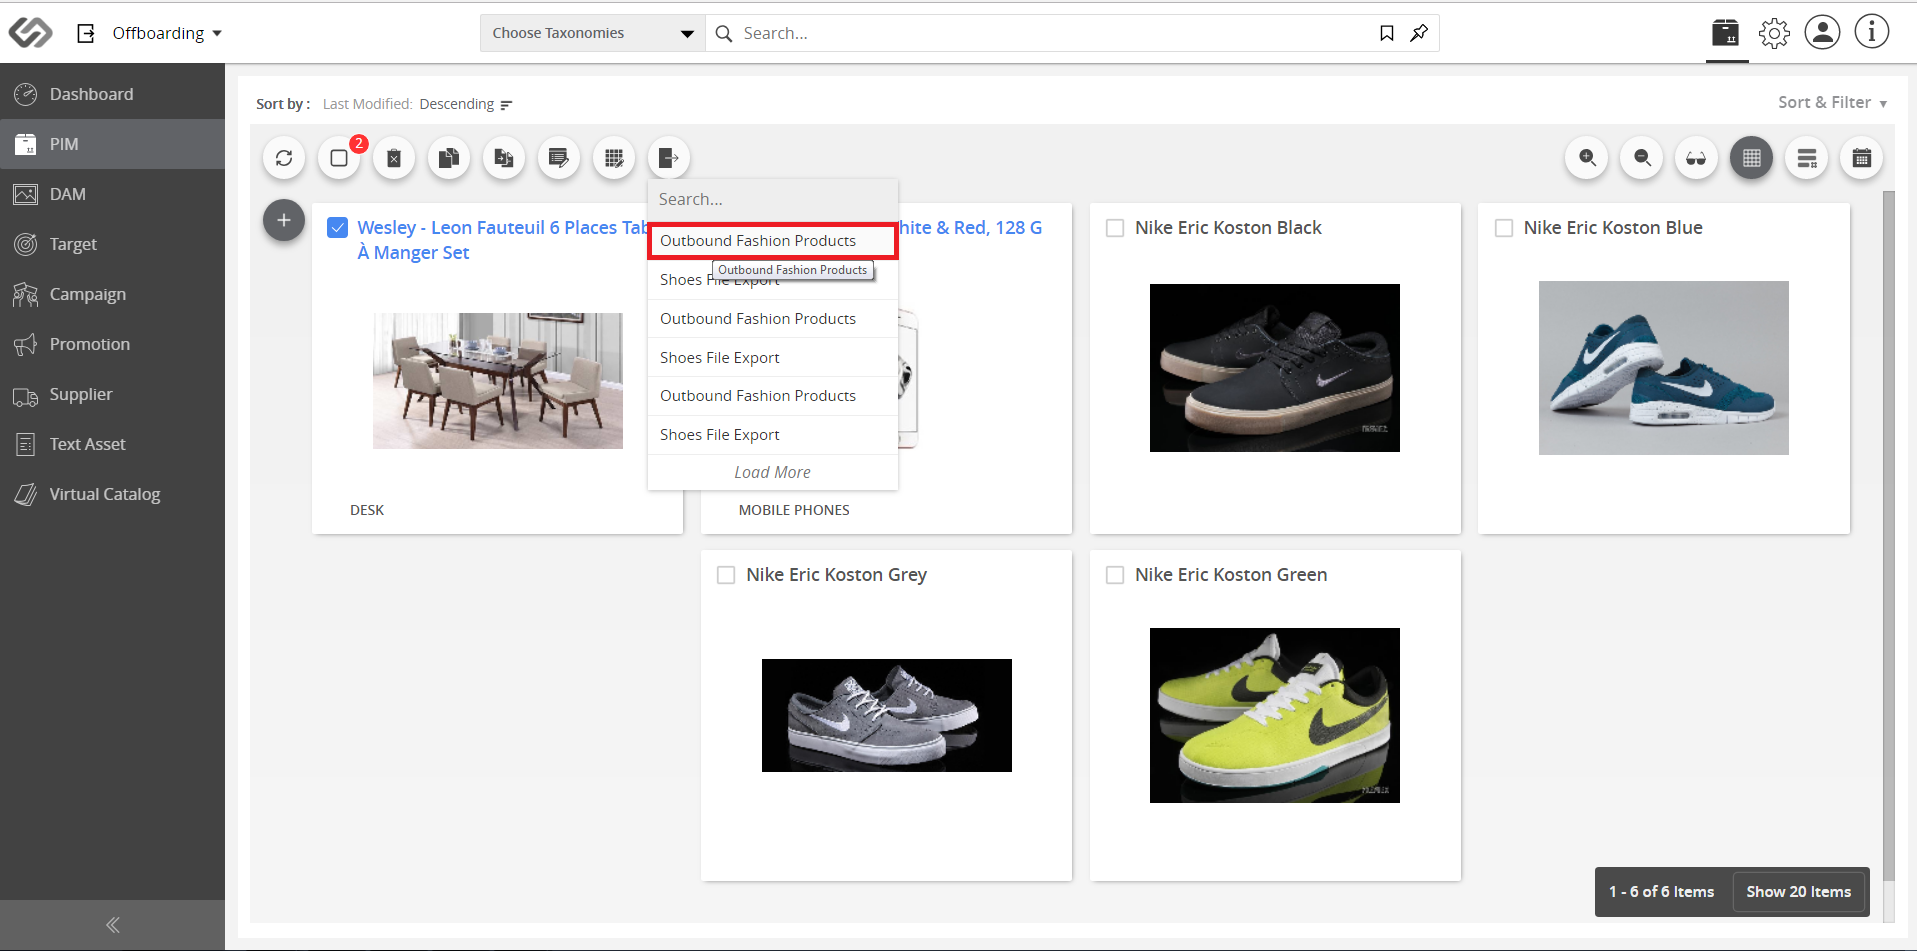 Offboarding
Choose Taxonomies
Search...
Dashboard
PIM
DAM
Target
Campaign
Promotion
Supplier
Text Asset
Virtual Catalog
Sort by : Last Modified: Descending
Sort & Filter
2
Wesley - Leon Fauteuil 6 Places Tab
À Manger Set
DESK
hite & Red, 128 G
MOBILE PHONES
Search...
Outbound Fashion Products
Outbound Fashion Products
Shoes File Export
Outbound Fashion Products
Shoes File Export
Outbound Fashion Products
Shoes File Export
Load More
Nike Eric Koston Black
Nike Eric Koston Blue
Nike Eric Koston Grey
Nike Eric Koston Green
1 - 6 of 6 Items
Show 20 Items